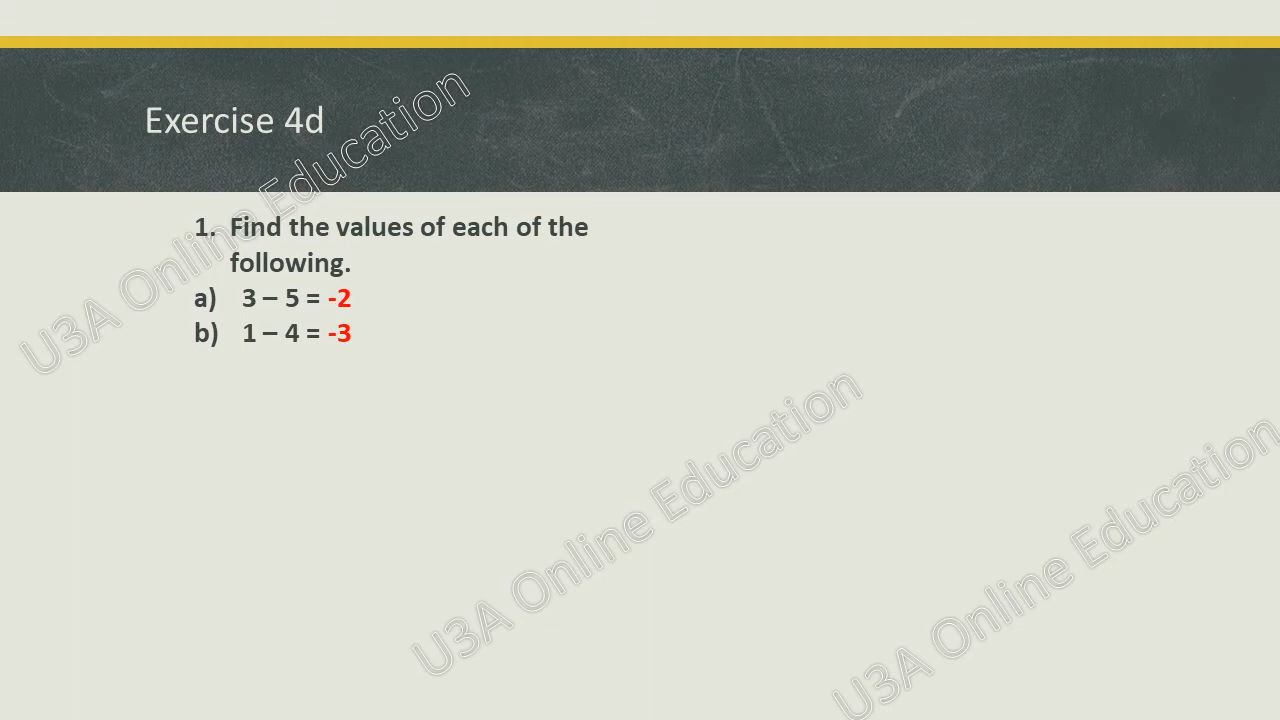 Exercise 4d
1. Find the values of each of the
following.
a) 3 – 5 = -2
b) 1 – 4 = -3
U3A Online Education
U3A Online Education
U3A Online Education